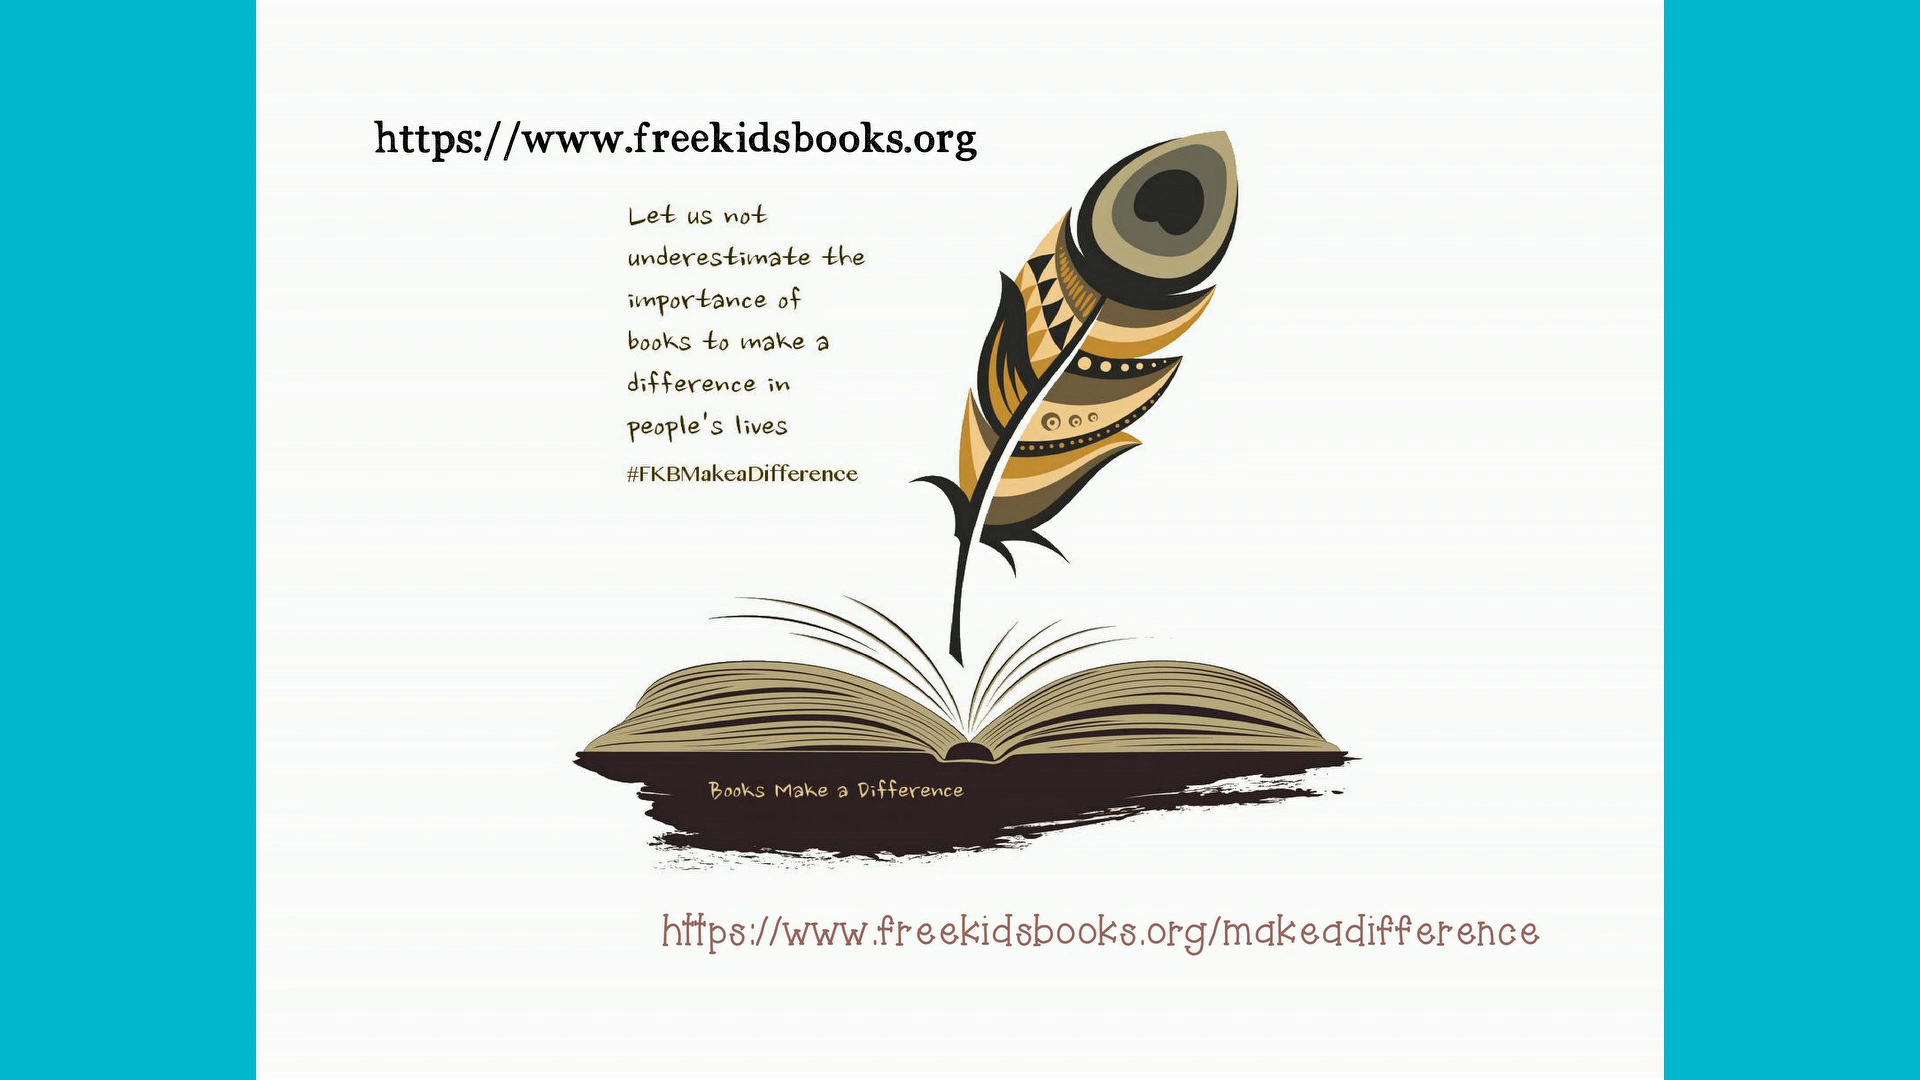 https://www.freekidsbooks.org
Let us not
underestimate the
importance of
books to make a
difference in
people's lives
#FKBMakeaDifference
Books Make a Difference
https://www.freekidsbooks.org/makeadifference